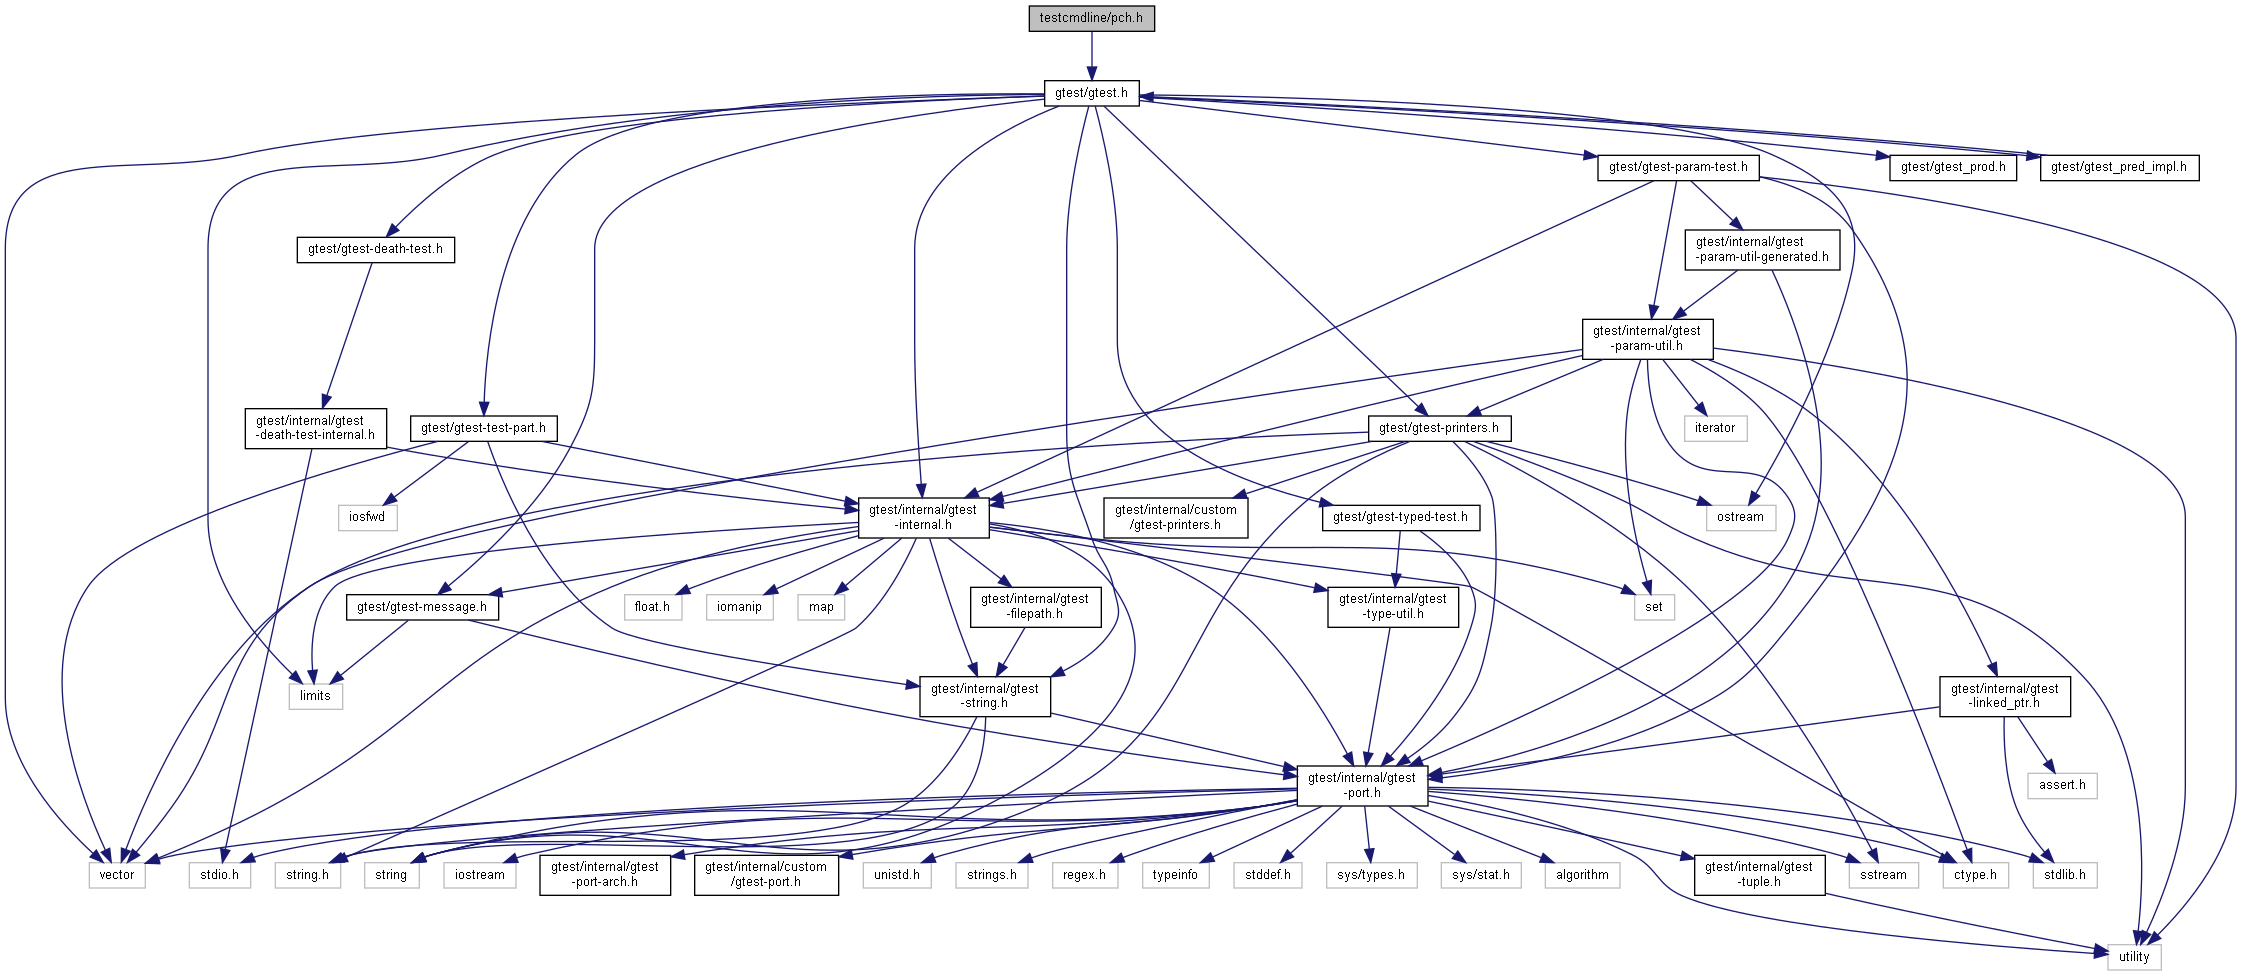 testcmdline/pch.h
gtest/gtest.h
gtest/gtest-param-test.h
gtest/gtest_prod.h
gtest/gtest_pred_impl.h
gtest/gtest-death-test.h
gtest/internal/gtest
-param-util-generated.h
gtest/internal/gtest
-param-util.h
gtest/internal/gtest
-death-test-internal.h
gtest/gtest-test-part.h
gtest/gtest-printers.h
iterator
iosfwd
gtest/internal/gtest
-internal.h
gtest/internal/custom
/gtest-printers.h
gtest/gtest-typed-test.h
ostream
gtest/gtest-message.h
float.h
iomanip
map
gtest/internal/gtest
-filepath.h
gtest/internal/gtest
-type-util.h
set
limits
gtest/internal/gtest
-string.h
gtest/internal/gtest
-linked_ptr.h
gtest/internal/gtest
-port.h
assert.h
vector
stdio.h
string.h
string
iostream
gtest/internal/gtest
-port-arch.h
gtest/internal/custom
/gtest-port.h
unistd.h
strings.h
regex.h
typeinfo
stddef.h
sys/types.h
sys/stat.h
algorithm
gtest/internal/gtest
-tuple.h
sstream
ctype.h
stdlib.h
utility